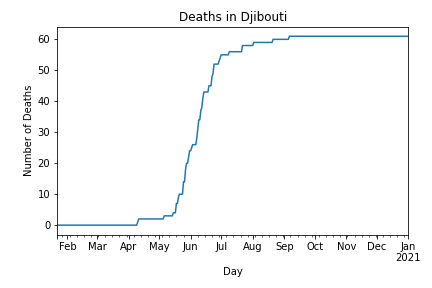 Deaths in Djibouti
Number of Deaths
60
50
40
30
20
10
0
Feb Mar Apr May Jun Jul Aug Sep Oct Nov Dec Jan
2021
Day